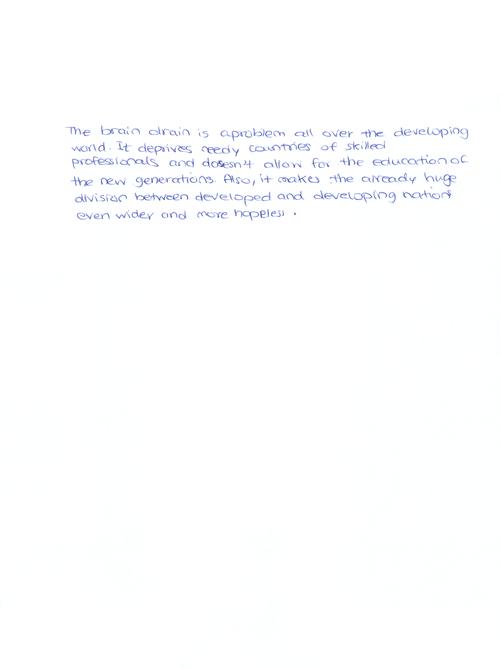 The brain drain is a problem all over the developing
world. It deprives needy countries of skilled
professionals and doesn't allow for the education of
the new generations. Also, it makes the already huge
division between developed and developing nations
even wider and more hopeless.